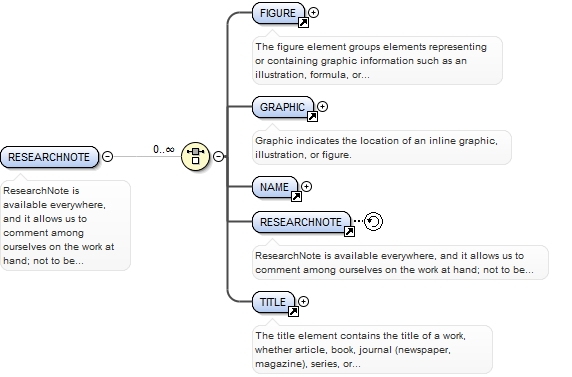 FIGURE
The figure element groups elements representing
or containing graphic information such as an
illustration, formula, or...
GRAPHIC
Graphic indicates the location of an inline graphic,
illustration, or figure.
RESEARCHNOTE
0..∞
ResearchNote is
available everywhere,
and it allows us to
comment among
ourselves on the work at
hand; not to be...
NAME
RESEARCHNOTE
ResearchNote is available everywhere, and it allows us to
comment among ourselves on the work at hand; not to be...
TITLE
The title element contains the title of a work,
whether article, book, journal (newspaper,
magazine), series, or...